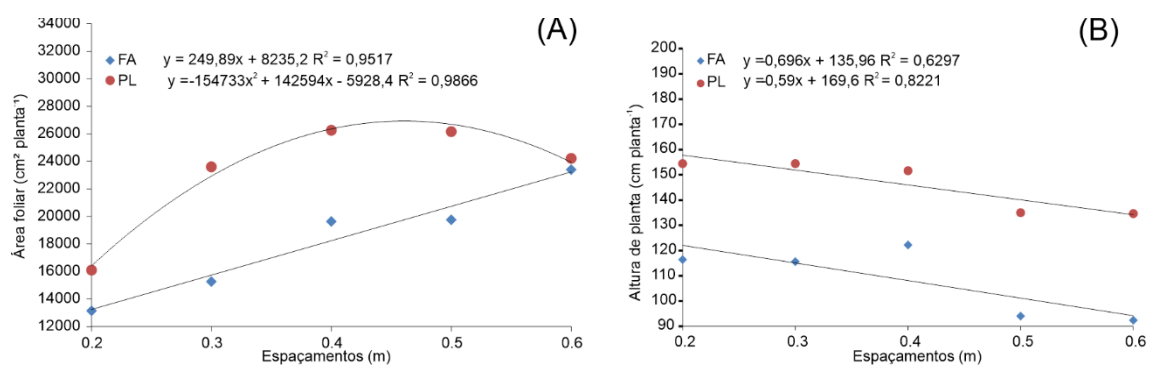 (A)
34000
32000
30000
28000
26000
24000
22000
20000
18000
16000
14000
12000
Área foliar (cm² planta⁻¹)
FA y = 249,89x + 8235,2 R² = 0,9517
PL y =-154733x² + 142594x - 5928,4 R² = 0,9866
0.2 0.3 0.4 0.5 0.6
Espaçamentos (m)
(B)
200
190
180
170
160
150
140
130
120
110
100
90
Altura de planta (cm planta⁻¹)
FA y =-0,696x + 135,96 R² = 0,6297
PL y =-0,59x + 169,6 R² = 0,8221
0.2 0.3 0.4 0.5 0.6
Espaçamentos (m)